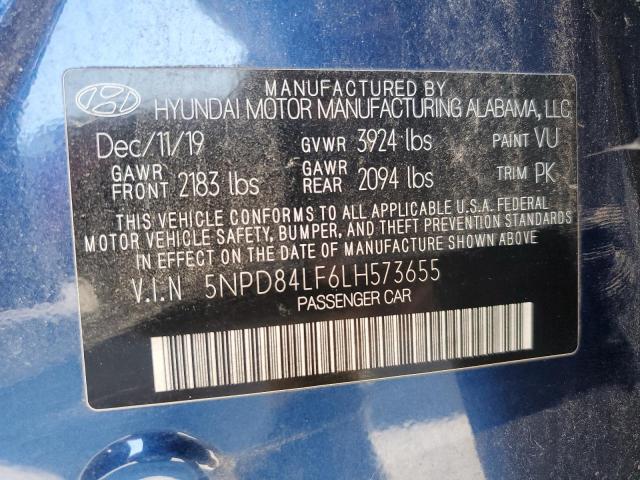 MANUFACTURED BY
HYUNDAI MOTOR MANUFACTURING ALABAMA, LLC
Dec/11/19 GVWR 3924 lbs PAINT VU
GAWR FRONT 2183 lbs GAWR REAR 2094 lbs TRIM PK
THIS VEHICLE CONFORMS TO ALL APPLICABLE U.S.A. FEDERAL
MOTOR VEHICLE SAFETY, BUMPER, AND THEFT PREVENTION STANDARDS
IN EFFECT ON THE DATE OF MANUFACTURE SHOWN ABOVE.
V.I.N 5NPD84LF6LH573655
PASSENGER CAR